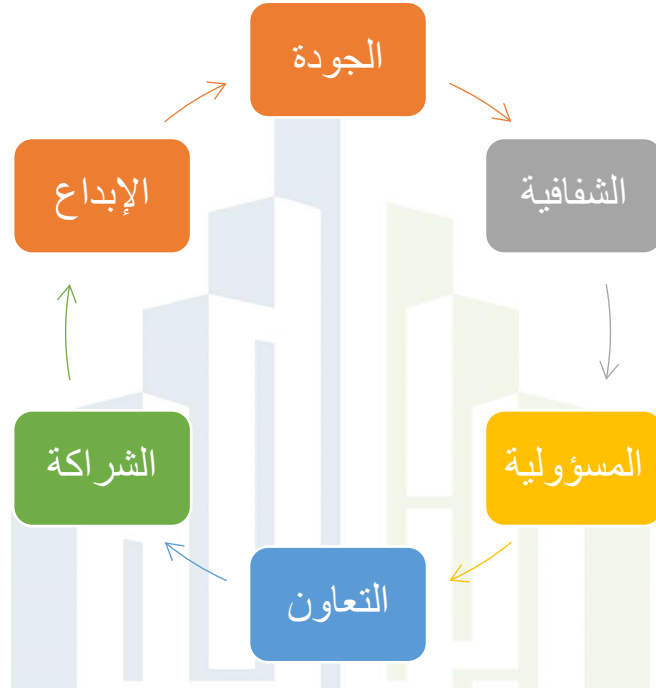 الجودة
الشفافية
المسؤولية
التعاون
الشراكة
الإبداع